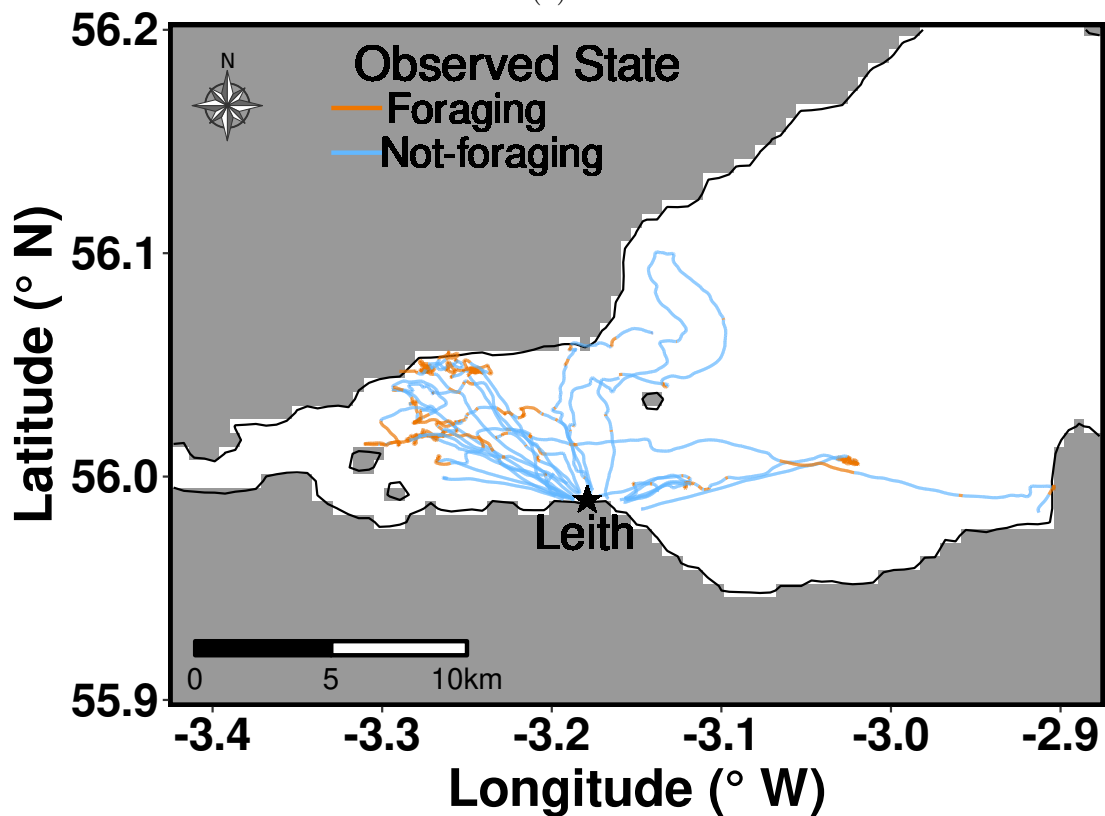 56.2
N
Observed State
Foraging
Not-foraging
56.1
56.0
Leith
0 5 10km
55.9
-3.4 -3.3 -3.2 -3.1 -3.0 -2.9
Longitude (° W)
Latitude (° N)